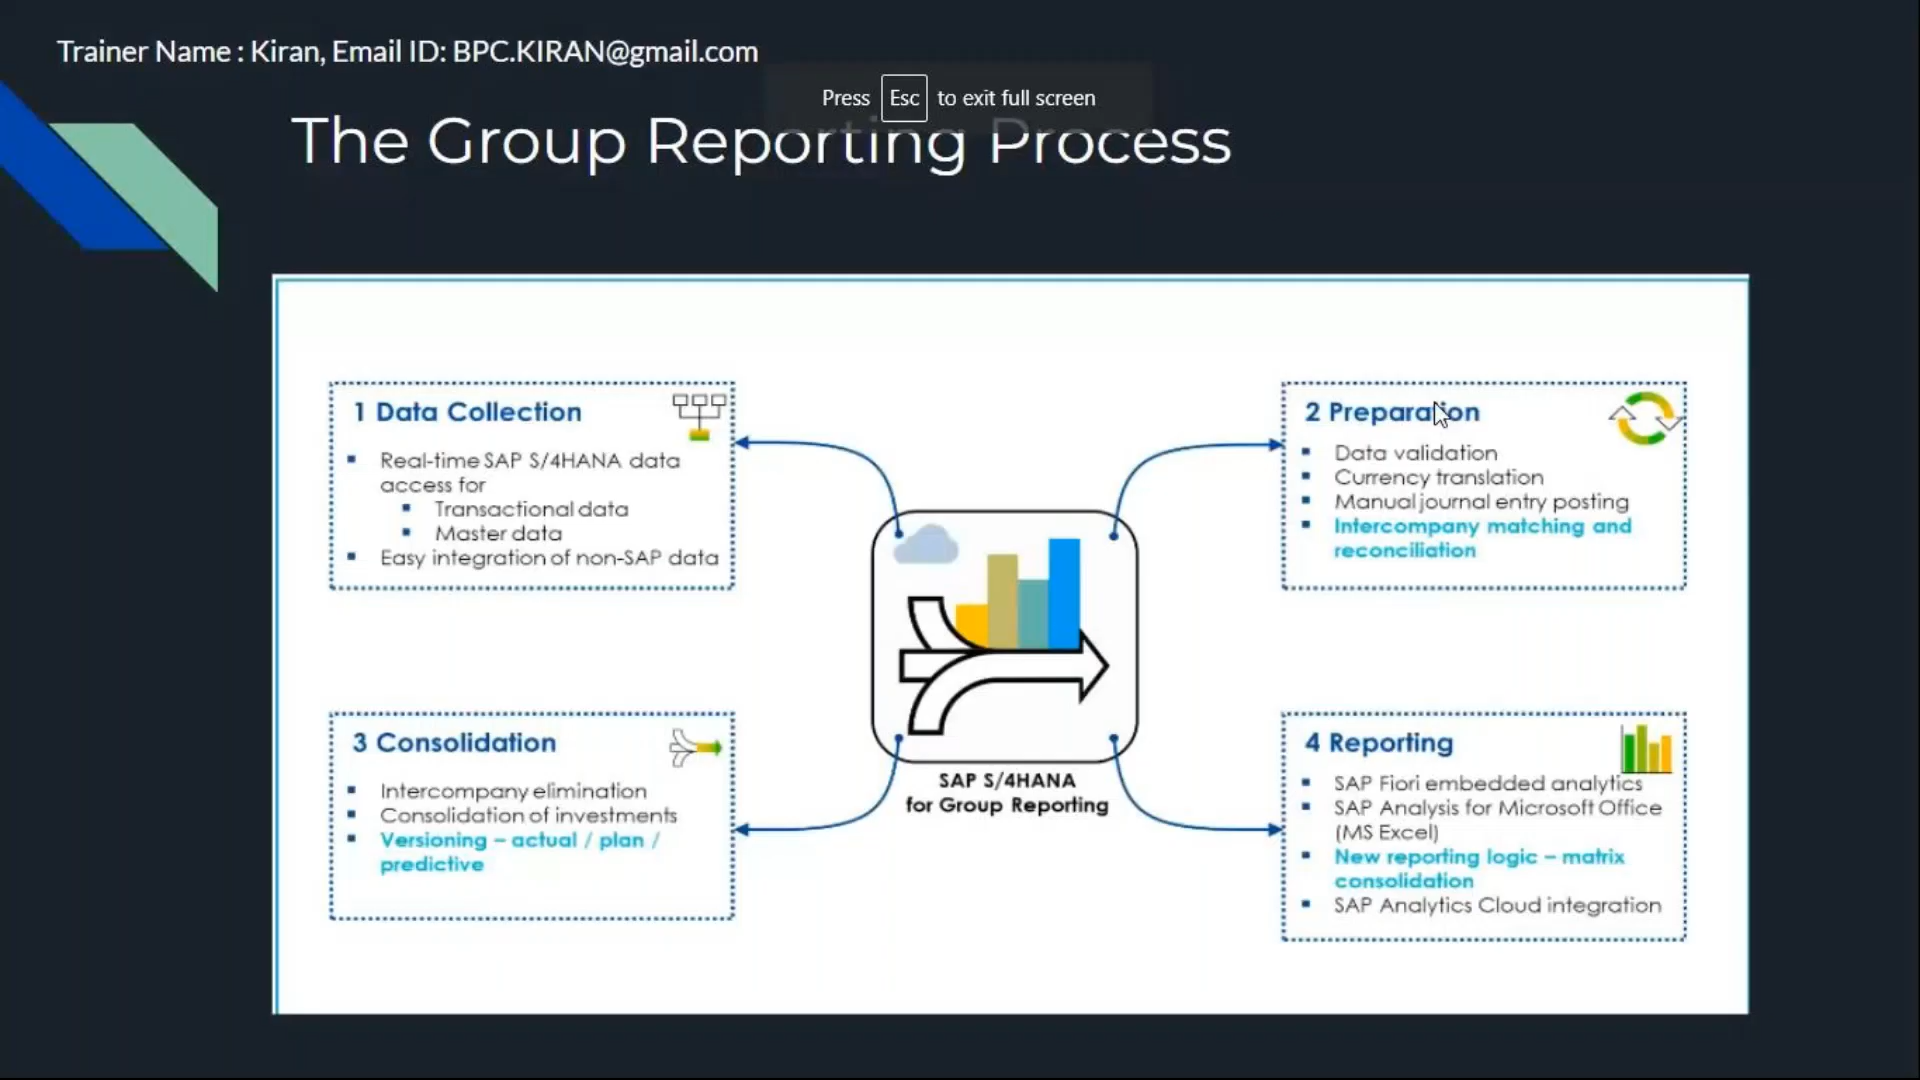 Trainer Name : Kiran, Email ID: BPC.KIRAN@gmail.com
Press Esc to exit full screen
The Group Reporting Process
1 Data Collection
Real-time SAP S/4HANA data
access for
Transactional data
Master data
Easy integration of non-SAP data
2 Preparation
Data validation
Currency translation
Manual journal entry posting
Intercompany matching and
reconciliation
SAP S/4HANA
for Group Reporting
3 Consolidation
Intercompany elimination
Consolidation of investments
Versioning – actual / plan /
predictive
4 Reporting
SAP Fiori embedded analytics
SAP Analysis for Microsoft Office
(MS Excel)
New reporting logic – matrix
consolidation
SAP Analytics Cloud integration